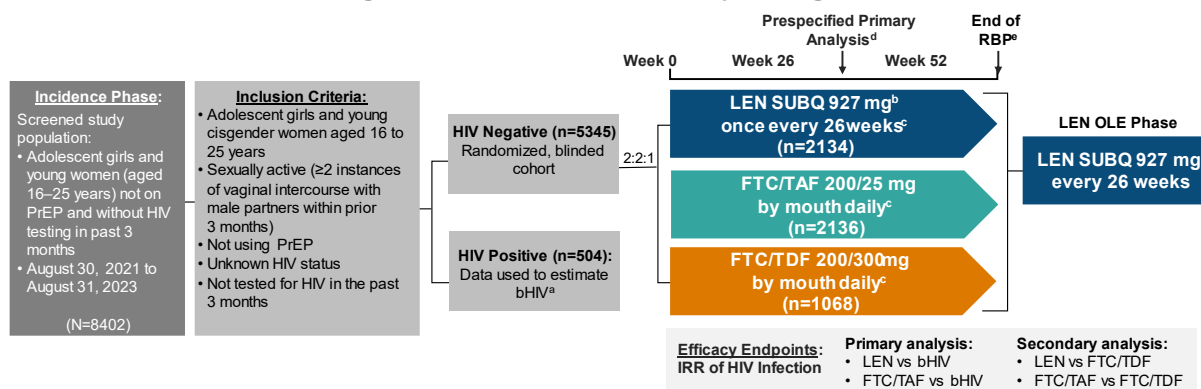 Prespecified Primary
Analysisᵈ
End of
RBPᵉ
Week 0
Week 26
Week 52
Incidence Phase:
Screened study
population:
• Adolescent girls and
young women (aged
16–25 years) not on
PrEP and without HIV
testing in past 3
months
• August 30, 2021 to
August 31, 2023
(N=8402)
Inclusion Criteria:
• Adolescent girls and young
cisgender women aged 16 to
25 years
• Sexually active (≥2 instances
of vaginal intercourse with
male partners within prior
3 months)
• Not using PrEP
• Unknown HIV status
• Not tested for HIV in the past
3 months
HIV Negative (n=5345)
Randomized, blinded
cohort
HIV Positive (n=504):
Data used to estimate
bHIVᵃ
2:2:1
LEN SUBQ 927 mgᵇ
once every 26weeksᶜ
(n=2134)
FTC/TAF 200/25 mg
by mouth dailyᶜ
(n=2136)
FTC/TDF 200/300mg
by mouth dailyᶜ
(n=1068)
LEN OLE Phase
LEN SUBQ 927 mg
every 26 weeks
Efficacy Endpoints:
IRR of HIV Infection
Primary analysis:
• LEN vs bHIV
• FTC/TAF vs bHIV
Secondary analysis:
• LEN vs FTC/TDF
• FTC/TAF vs FTC/TDF